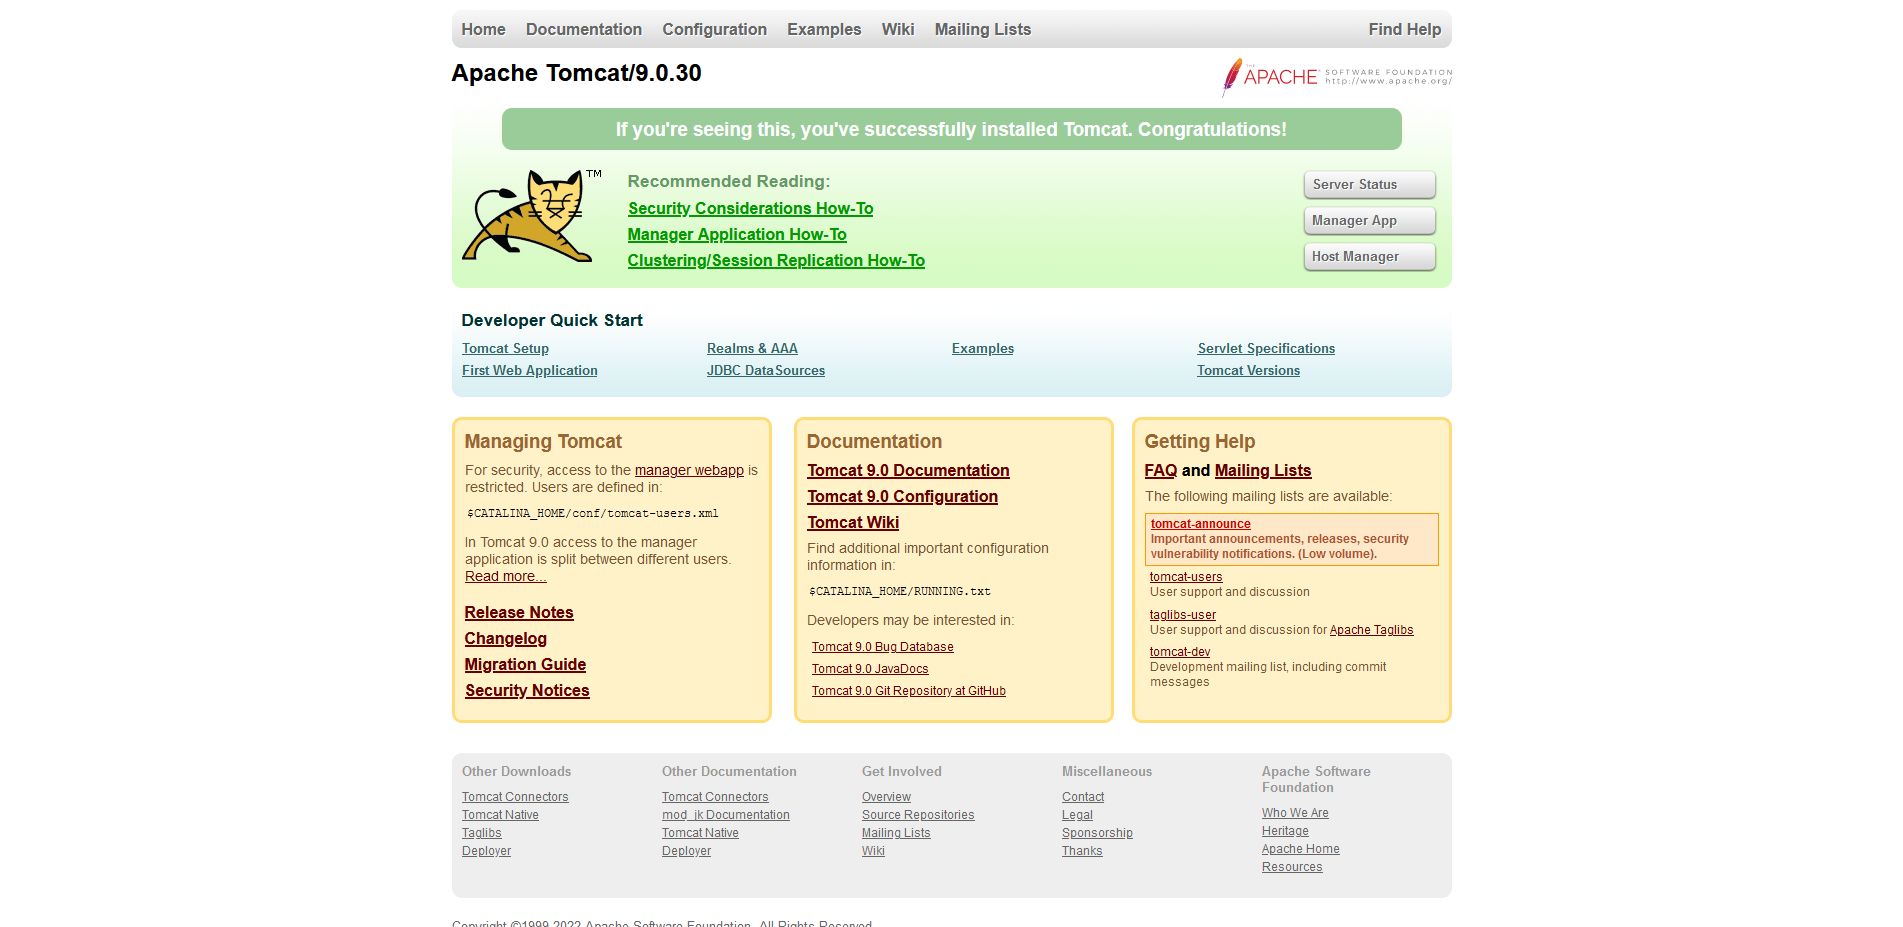 Home Documentation Configuration Examples Wiki Mailing Lists Find Help
Apache Tomcat/9.0.30
THE APACHE SOFTWARE FOUNDATION
http://www.apache.org/
If you're seeing this, you've successfully installed Tomcat. Congratulations!
TM
Recommended Reading:
Security Considerations How-To
Manager Application How-To
Clustering/Session Replication How-To
Server Status
Manager App
Host Manager
Developer Quick Start
Tomcat Setup
First Web Application
Realms & AAA
JDBC DataSources
Examples
Servlet Specifications
Tomcat Versions
Managing Tomcat
For security, access to the manager webapp is
restricted. Users are defined in:
$CATALINA_HOME/conf/tomcat-users.xml
In Tomcat 9.0 access to the manager
application is split between different users.
Read more...
Release Notes
Changelog
Migration Guide
Security Notices
Documentation
Tomcat 9.0 Documentation
Tomcat 9.0 Configuration
Tomcat Wiki
Find additional important configuration
information in:
$CATALINA_HOME/RUNNING.txt
Developers may be interested in:
Tomcat 9.0 Bug Database
Tomcat 9.0 JavaDocs
Tomcat 9.0 Git Repository at GitHub
Getting Help
FAQ and Mailing Lists
The following mailing lists are available:
tomcat-announce
Important announcements, releases, security
vulnerability notifications. (Low volume).
tomcat-users
User support and discussion
taglibs-user
User support and discussion for Apache Taglibs
tomcat-dev
Development mailing list, including commit
messages
Other Downloads
Tomcat Connectors
Tomcat Native
Taglibs
Deployer
Other Documentation
Tomcat Connectors
mod_jk Documentation
Tomcat Native
Deployer
Get Involved
Overview
Source Repositories
Mailing Lists
Wiki
Miscellaneous
Contact
Legal
Sponsorship
Thanks
Apache Software
Foundation
Who We Are
Heritage
Apache Home
Resources
Copyright ©1999-2022 Apache Software Foundation. All Rights Reserved